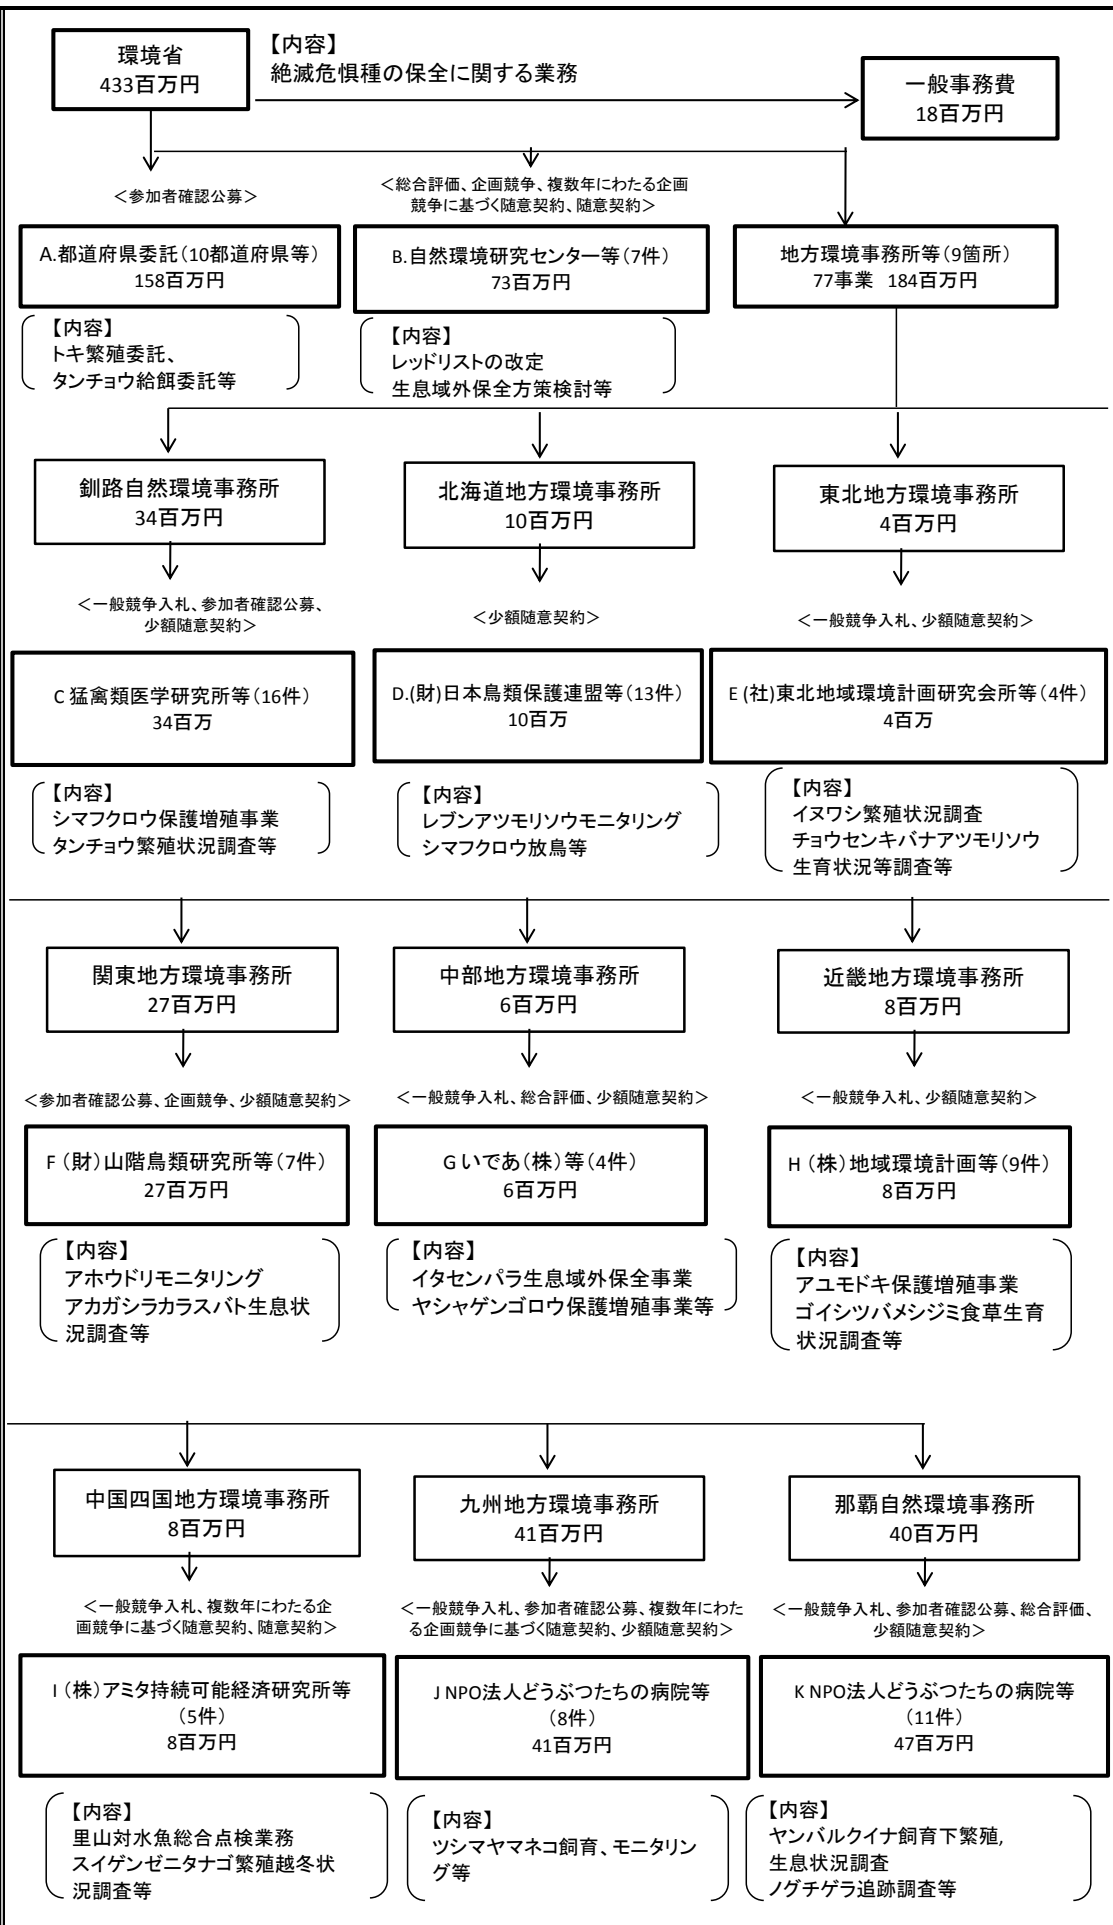 環境省
433百万円
【内容】
絶滅危惧種の保全に関する業務
一般事務費
18百万円
＜参加者確認公募＞
＜総合評価、企画競争、複数年にわたる企画
競争に基づく随意契約、随意契約＞
A.都道府県委託（10都道府県等）
158百万円
B.自然環境研究センター等（7件）
73百万円
地方環境事務所等（9箇所）
77事業 184百万円
【内容】
トキ繁殖委託、
タンチョウ給餌委託等
【内容】
レッドリストの改定
生息域外保全方策検討等
釧路自然環境事務所
34百万円
北海道地方環境事務所
10百万円
東北地方環境事務所
4百万円
＜一般競争入札、参加者確認公募、
少額随意契約＞
＜少額随意契約＞
＜一般競争入札、少額随意契約＞
C 猛禽類医学研究所等（16件）
34百万
D.(財)日本鳥類保護連盟等（13件）
10百万
E (社)東北地域環境計画研究会所等（4件）
4百万
【内容】
シマフクロウ保護増殖事業
タンチョウ繁殖状況調査等
【内容】
レブンアツモリソウモニタリング
シマフクロウ放鳥等
【内容】
イヌワシ繁殖状況調査
チョウセンキバナアツモリソウ
生育状況等調査等
関東地方環境事務所
27百万円
中部地方環境事務所
6百万円
近畿地方環境事務所
8百万円
＜参加者確認公募、企画競争、少額随意契約＞
＜一般競争入札、総合評価、少額随意契約＞
＜一般競争入札、少額随意契約＞
F （財）山階鳥類研究所等（7件）
27百万円
G いであ（株）等（4件）
6百万円
H （株）地域環境計画等（9件）
8百万円
【内容】
アホウドリモニタリング
アカガシラカラスバト生息状
況調査等
【内容】
イタセンパラ生息域外保全事業
ヤシャゲンゴロウ保護増殖事業等
【内容】
アユモドキ保護増殖事業
ゴイシツバメシジミ食草生育
状況調査等
中国四国地方環境事務所
8百万円
九州地方環境事務所
41百万円
那覇自然環境事務所
40百万円
＜一般競争入札、複数年にわたる企
画競争に基づく随意契約、随意契約＞
＜一般競争入札、参加者確認公募、複数年にわた
る企画競争に基づく随意契約、少額随意契約＞
＜一般競争入札、参加者確認公募、総合評価、
少額随意契約＞
I （株）アミタ持続可能経済研究所等
（5件）
8百万円
J NPO法人どうぶつたちの病院等
（8件）
41百万円
K NPO法人どうぶつたちの病院等
（11件）
47百万円
【内容】
里山対水魚総合点検業務
スイゲンゼニタナゴ繁殖越冬状
況調査等
【内容】
ツシマヤマネコ飼育、モニタリン
グ等
【内容】
ヤンバルクイナ飼育下繁殖,
生息状況調査
ノグチゲラ追跡調査等